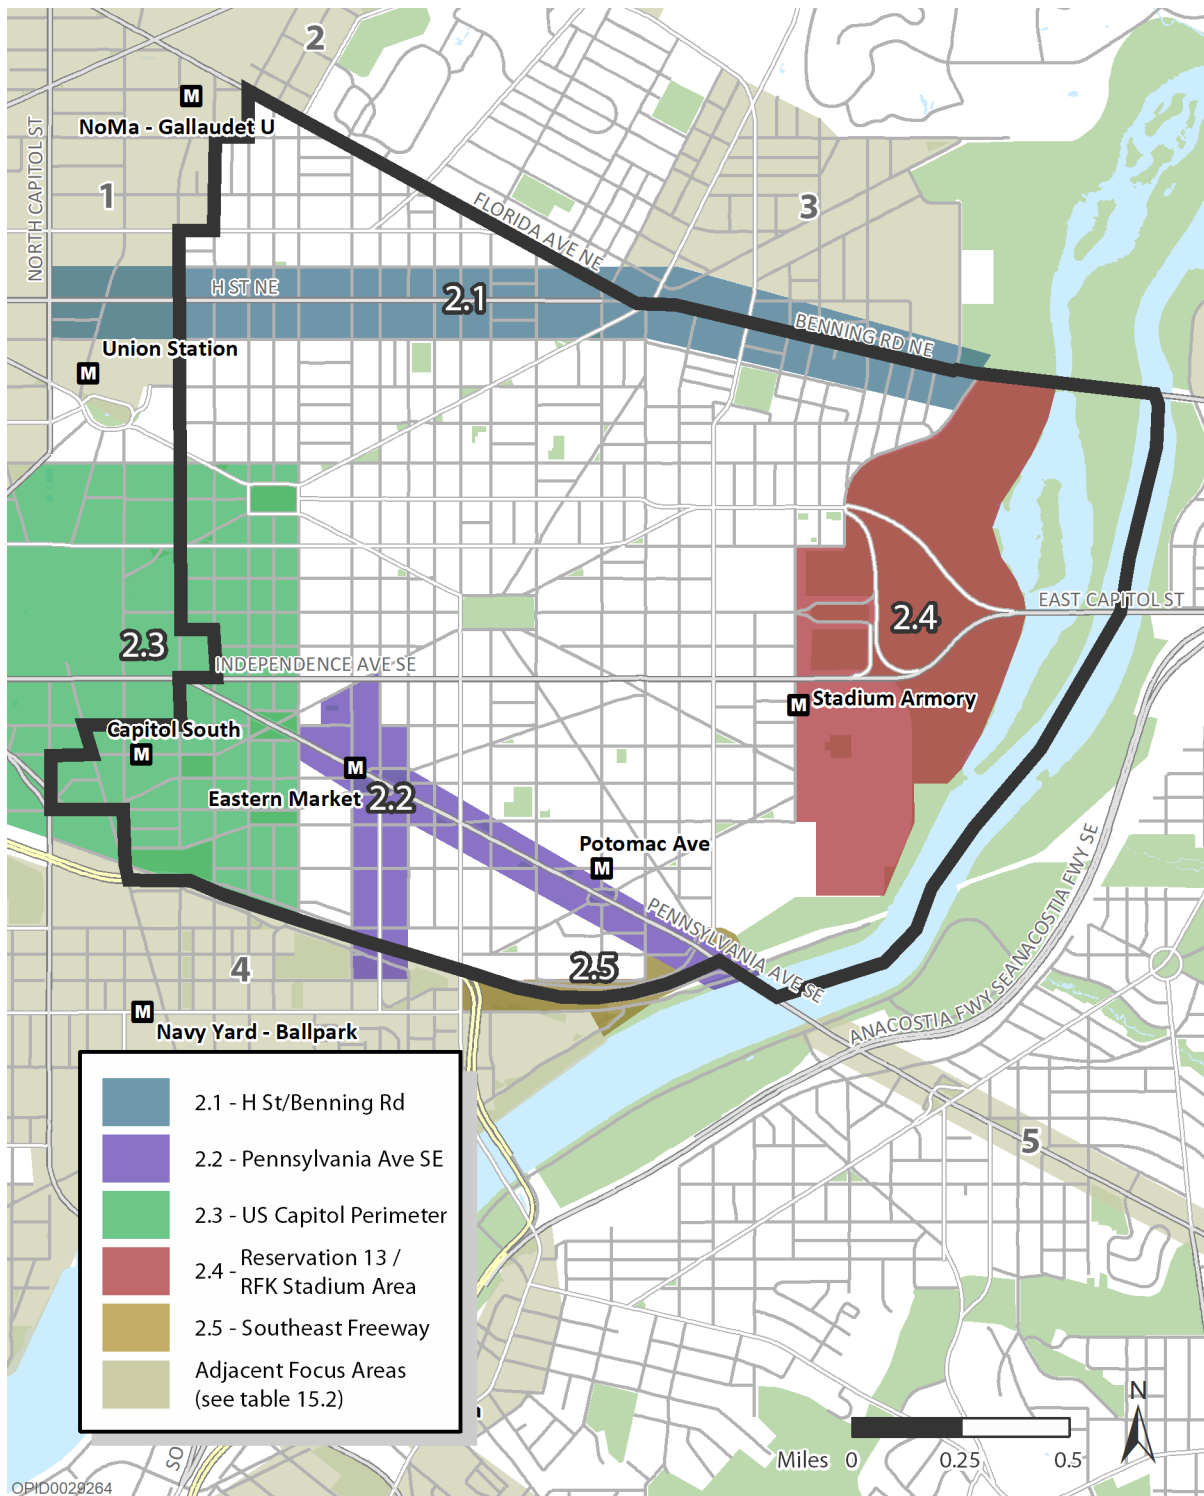 2
M
NoMa - Gallaudet U
NORTH CAPITOL ST
1
3
FLORIDA AVE NE
H ST NE
2.1
BENNING RD NE
Union Station
M
EAST CAPITOL ST
2.4
2.3
INDEPENDENCE AVE SE
M
Stadium Armory
Capitol South
M
M
Eastern Market
2.2
Potomac Ave
M
PENNSYLVANIA AVE SE
2.5
4
ANACOSTIA FWY SE
ANACOSTIA FWY SE
M
Navy Yard - Ballpark
5
2.1 - H St/Benning Rd
2.2 - Pennsylvania Ave SE
2.3 - US Capitol Perimeter
2.4 - Reservation 13 /
RFK Stadium Area
2.5 - Southeast Freeway
Adjacent Focus Areas
(see table 15.2)
N
Miles 0 0.25 0.5
SO
a
OPID0029264